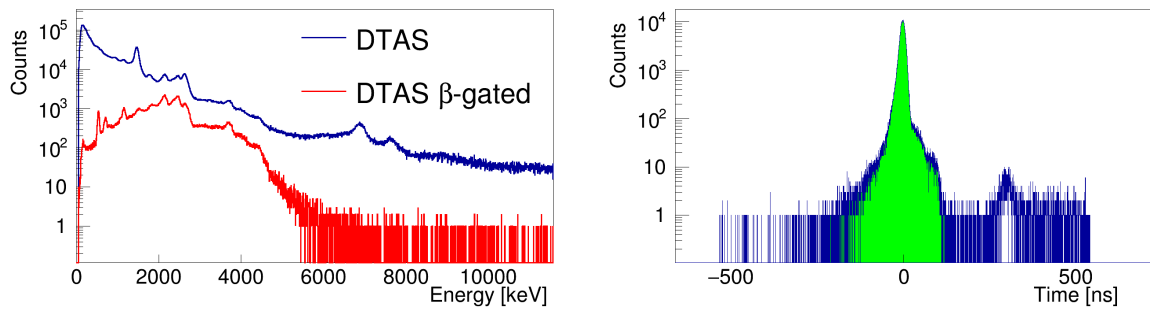 Counts
10⁵
10⁴
10³
10²
10
1
DTAS
DTAS β-gated
0 2000 4000 6000 8000 10000
Energy [keV]
Counts
10⁴
10³
10²
10
1
−500 0 500
Time [ns]